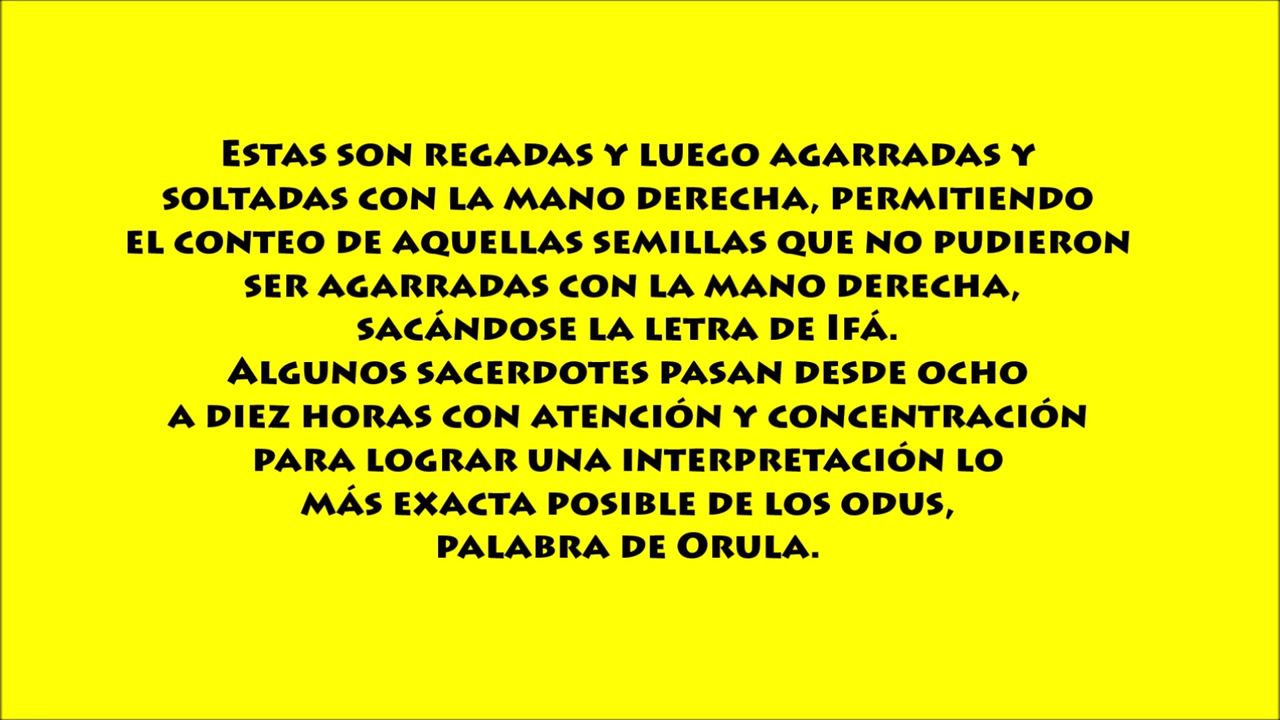 Estas son regadas y luego agarradas y
soltadas con la mano derecha, permitiendo
el conteo de aquellas semillas que no pudieron
ser agarradas con la mano derecha,
sacándose la letra de Ifá.
Algunos sacerdotes pasan desde ocho
a diez horas con atención y concentración
para lograr una interpretación lo
más exacta posible de los odus,
palabra de Orula.